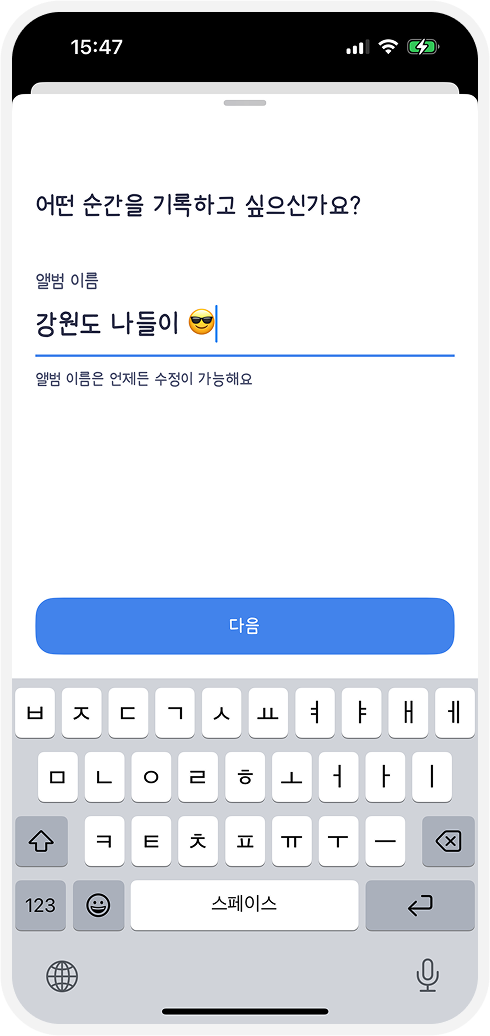 15:47
어떤 순간을 기록하고 싶으신가요?
앨범 이름
강원도 나들이 😎
앨범 이름은 언제든 수정이 가능해요
다음
ㅂ ㅈ ㄷ ㄱ ㅅ ㅛ ㅕ ㅑ ㅐ ㅔ
ㅁ ㄴ ㅇ ㄹ ㅎ ㅗ ㅓ ㅏ ㅣ
ㅋ ㅌ ㅊ ㅍ ㅠ ㅜ ㅡ
123 스페이스